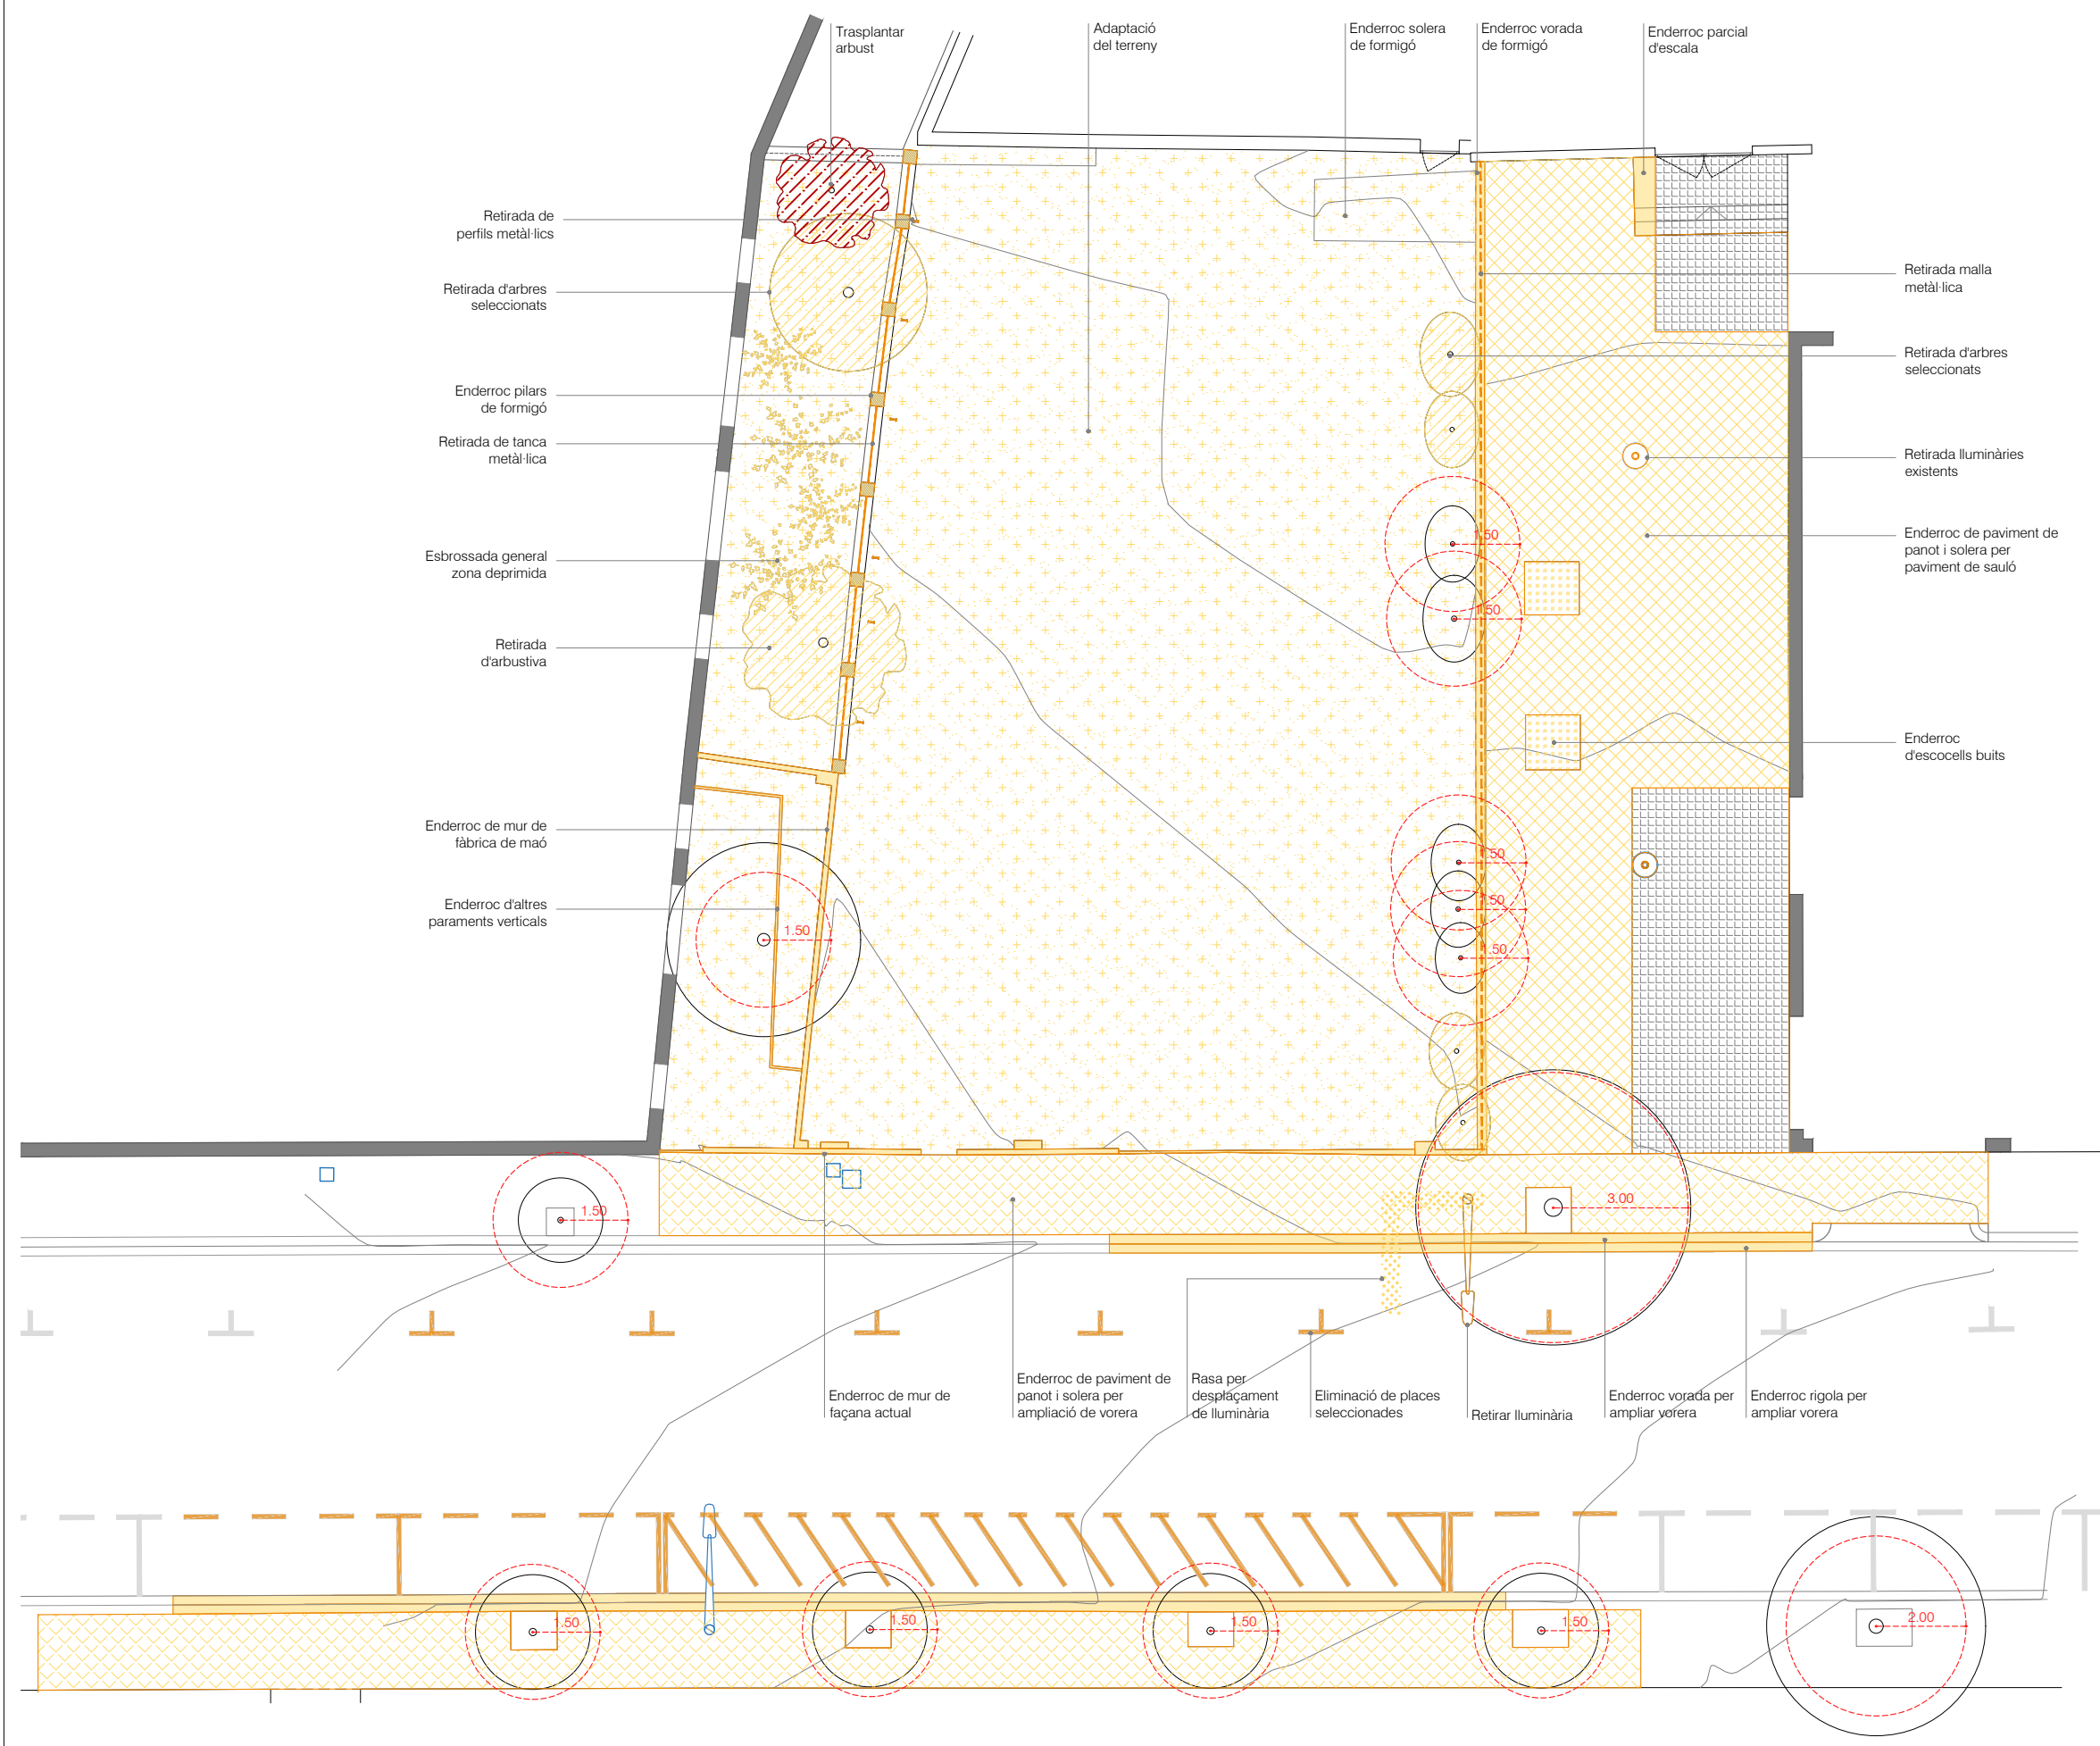 Trasplantar
arbust
Adaptació
del terreny
Enderroc solera
de formigó
Enderroc vorada
de formigó
Enderroc parcial
d'escala
Retirada de
perfils metàl·lics
Retirada d'arbres
seleccionats
Enderroc pilars
de formigó
Retirada de tanca
metàl·lica
Esbrossada general
zona deprimida
Retirada
d'arbustiva
Enderroc de mur de
fàbrica de maó
Enderroc d'altres
paraments verticals
Retirada malla
metàl·lica
Retirada d'arbres
seleccionats
Retirada lluminàries
existents
Enderroc de paviment de
panot i solera per
paviment de sauló
Enderroc
d'escocells buits
1.50
1.50
1.50
1.50
1.50
1.50
1.50
3.00
Enderroc de mur de
façana actual
Enderroc de paviment de
panot i solera per
ampliació de vorera
Rasa per
desplaçament
de lluminària
Eliminació de places
seleccionades
Retirar lluminària
Enderroc vorada per
ampliar vorera
Enderroc rigola per
ampliar vorera
1.50
1.50
1.50
1.50
2.00